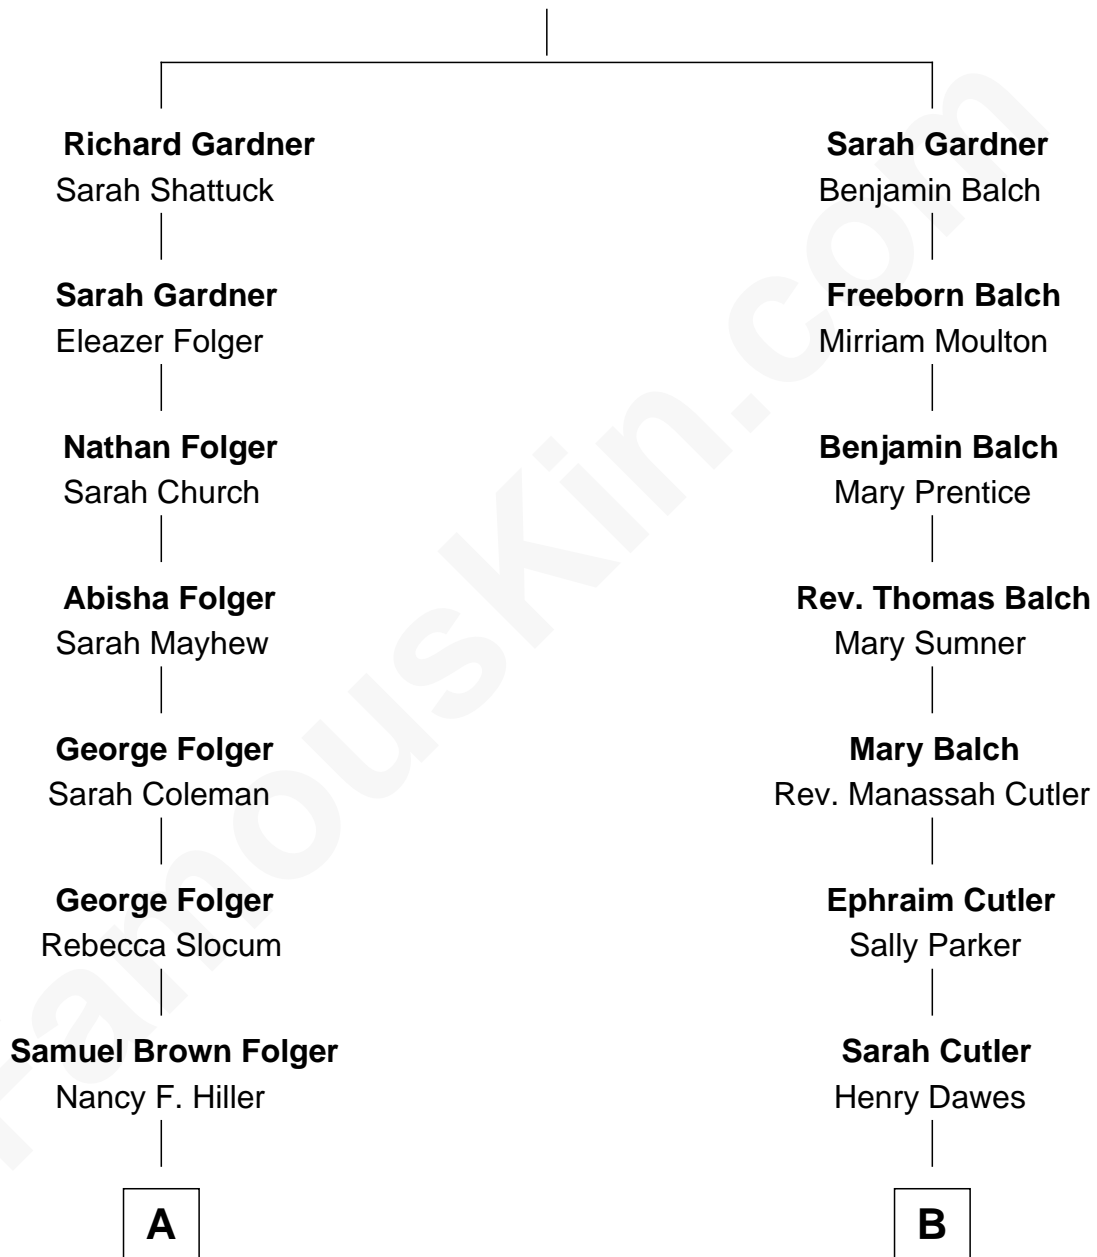 Richard Gardner
Sarah Shattuck
Sarah Gardner
Eleazer Folger
Nathan Folger
Sarah Church
Abisha Folger
Sarah Mayhew
George Folger
Sarah Coleman
George Folger
Rebecca Slocum
Samuel Brown Folger
Nancy F. Hiller
A
Sarah Gardner
Benjamin Balch
Freeborn Balch
Mirriam Moulton
Benjamin Balch
Mary Prentice
Rev. Thomas Balch
Mary Sumner
Mary Balch
Rev. Manassah Cutler
Ephraim Cutler
Sally Parker
Sarah Cutler
Henry Dawes
B
FamousKin.com